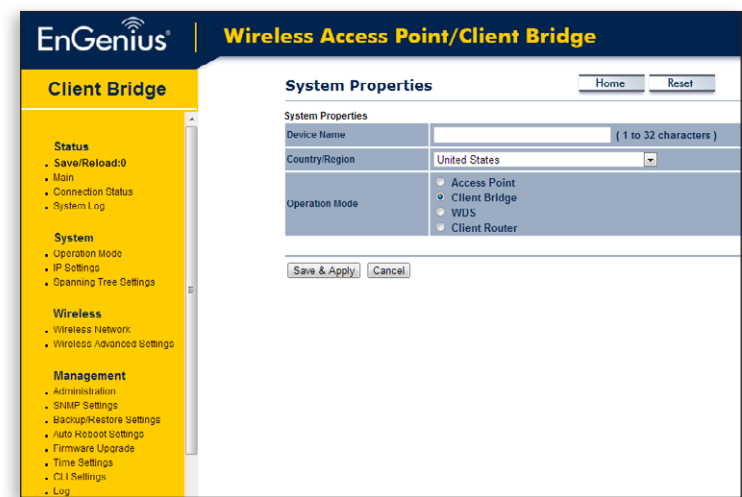 EnGenius®
Wireless Access Point/Client Bridge
Client Bridge
Status
Save/Reload:0
Main
Connection Status
System Log
System
Operation Mode
IP Settings
Spanning Tree Settings
Wireless
Wireless Network
Wireless Advanced Settings
Management
Administration
SNMP Settings
Backup/Restore Settings
Auto Reboot Settings
Firmware Upgrade
Time Settings
CLI Settings
Log
System Properties
Home
Reset
System Properties
Device Name
( 1 to 32 characters )
Country/Region
United States
Operation Mode
Access Point
Client Bridge
WDS
Client Router
Save & Apply
Cancel